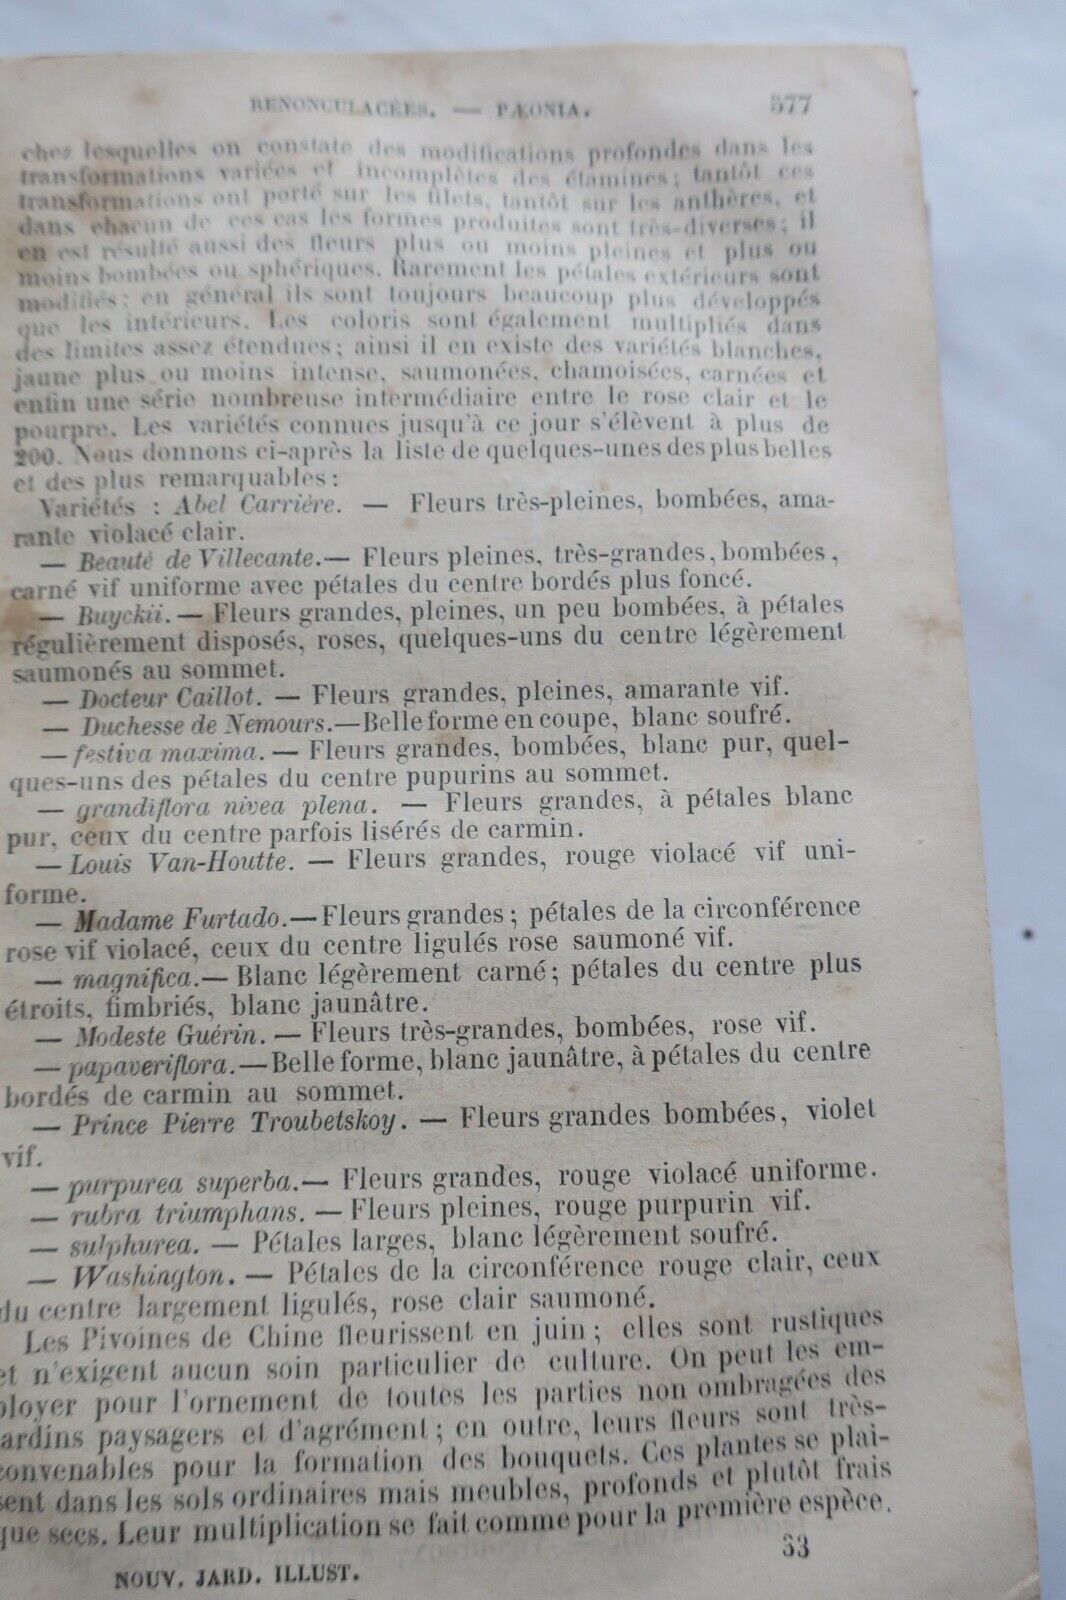 RENONCULACÉES. — PÆONIA. 577
chez lesquelles on constate des modifications profondes dans les
transformations variées et incomplètes des étamines; tantôt ces
transformations ont porté sur les filets, tantôt sur les anthères, et
dans chacun de ces cas les formes produites sont très-diverses; il
en est résulté aussi des fleurs plus ou moins pleines et plus ou
moins bombées ou sphériques. Rarement les pétales extérieurs sont
modifiés; en général ils sont toujours beaucoup plus développés
que les intérieurs. Les coloris sont également multipliés dans
des limites assez étendues; ainsi il en existe des variétés blanches,
jaune plus ou moins intense, saumonées, chamoisées, carnées et
enfin une série nombreuse intermédiaire entre le rose clair et le
pourpre. Les variétés connues jusqu'à ce jour s'élèvent à plus de
200. Nous donnons ci-après la liste de quelques-unes des plus belles
et des plus remarquables:
Variétés : Abel Carrière. — Fleurs très-pleines, bombées, ama-
rante violacé clair.
— Beauté de Villecante. — Fleurs pleines, très-grandes, bombées,
carné vif uniforme avec pétales du centre bordés plus foncé.
— Buyckii. — Fleurs grandes, pleines, un peu bombées, à pétales
régulièrement disposés, roses, quelques-uns du centre légèrement
saumonés au sommet.
— Docteur Caillot. — Fleurs grandes, pleines, amarante vif.
— Duchesse de Nemours. — Belle forme en coupe, blanc soufré.
— festiva maxima. — Fleurs grandes, bombées, blanc pur, quel-
ques-uns des pétales du centre pupurins au sommet.
— grandiflora nivea plena. — Fleurs grandes, à pétales blanc
pur, ceux du centre parfois lisérés de carmin.
— Louis Van-Houtte. — Fleurs grandes, rouge violacé vif uni-
forme.
— Madame Furtado. — Fleurs grandes; pétales de la circonférence
rose vif violacé, ceux du centre ligulés rose saumoné vif.
— magnifica. — Blanc légèrement carné; pétales du centre plus
étroits, fimbriés, blanc jaunâtre.
— Modeste Guérin. — Fleurs très-grandes, bombées, rose vif.
— papaveriflora. — Belle forme, blanc jaunâtre, à pétales du centre
bordés de carmin au sommet.
— Prince Pierre Troubetskoy. — Fleurs grandes bombées, violet
vif.
— purpurea superba. — Fleurs grandes, rouge violacé uniforme.
— rubra triumphans. — Fleurs pleines, rouge purpurin vif.
— sulphurea. — Pétales larges, blanc légèrement soufré.
— Washington. — Pétales de la circonférence rouge clair, ceux
du centre largement ligulés, rose clair saumoné.
Les Pivoines de Chine fleurissent en juin; elles sont rustiques
et n'exigent aucun soin particulier de culture. On peut les em-
ployer pour l'ornement de toutes les parties non ombragées des
jardins paysagers et d'agrément; en outre, leurs fleurs sont très-
convenables pour la formation des bouquets. Ces plantes se plai-
sent dans les sols ordinaires mais meubles, profonds et plutôt frais
que secs. Leur multiplication se fait comme pour la première espèce.
33
NOUV. JARD. ILLUST.